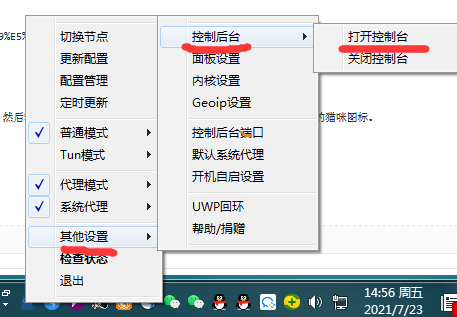 9%E5%
切换节点
更新配置
配置管理
定时更新
普通模式
Tun模式
代理模式
系统代理
其他设置
检查状态
退出
控制后台
面板设置
内核设置
Geoip设置
控制后台端口
默认系统代理
开机自启设置
UWP回环
帮助/捐赠
打开控制台
关闭控制台
然后
的猫咪图标。
14:56 周五
2021/7/23